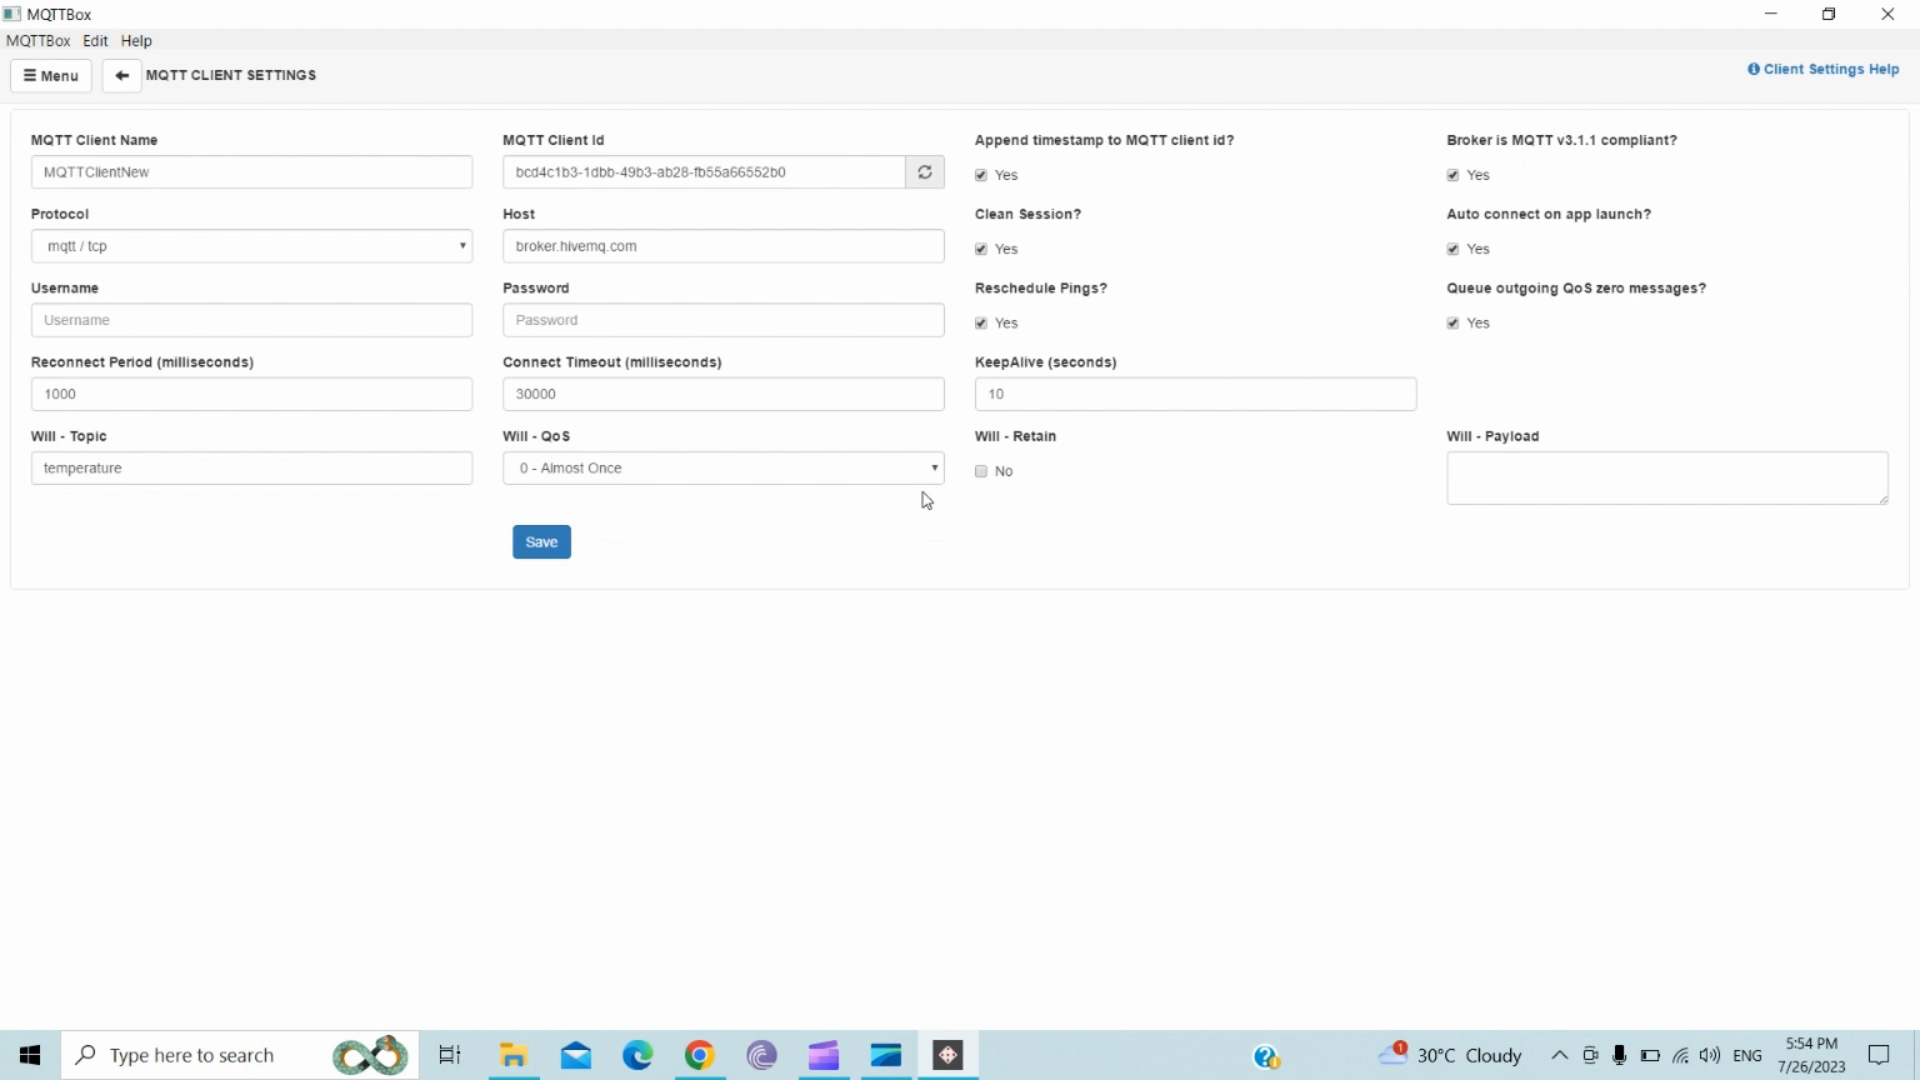 MQTTBox
MQTTBox Edit Help
Menu MQTT CLIENT SETTINGS Client Settings Help
MQTT Client Name MQTT Client Id Append timestamp to MQTT client id? Broker is MQTT v3.1.1 compliant?
MQTTClientNew bcd4c1b3-1dbb-49b3-ab28-fb55a66552b0 Yes Yes
Protocol Host Clean Session? Auto connect on app launch?
mqtt / tcp broker.hivemq.com Yes Yes
Username Password Reschedule Pings? Queue outgoing QoS zero messages?
Username Password Yes Yes
Reconnect Period (milliseconds) Connect Timeout (milliseconds) KeepAlive (seconds)
1000 30000 10
Will - Topic Will - QoS Will - Retain Will - Payload
temperature 0 - Almost Once No
Save
Type here to search 1 30°C Cloudy ENG 5:54 PM
7/26/2023